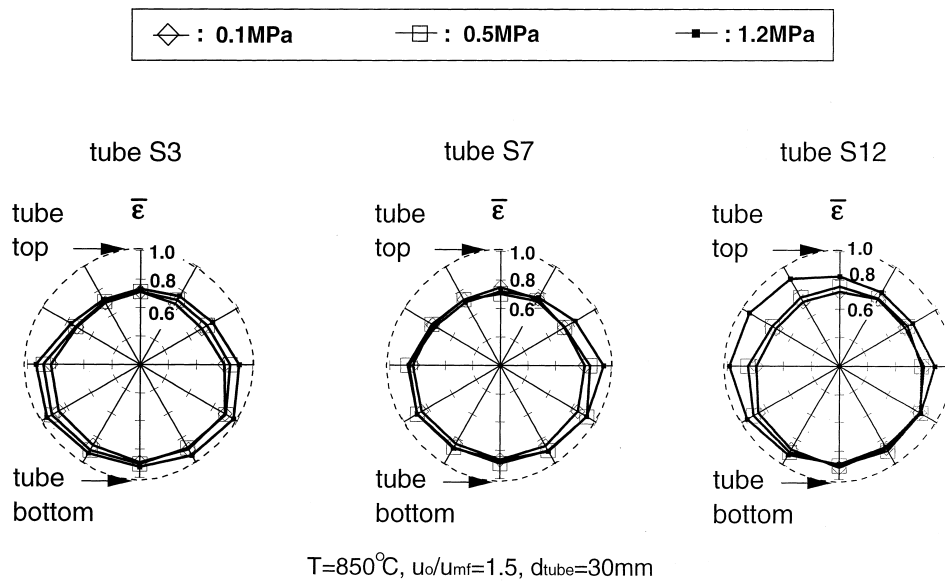 : 0.1MPa : 0.5MPa : 1.2MPa
tube S3 tube S7 tube S12
tube top ε̅ 1.0 0.8 0.6 tube bottom
tube top ε̅ 1.0 0.8 0.6 tube bottom
tube top ε̅ 1.0 0.8 0.6 tube bottom
T=850°C, uo/umf=1.5, dtube=30mm